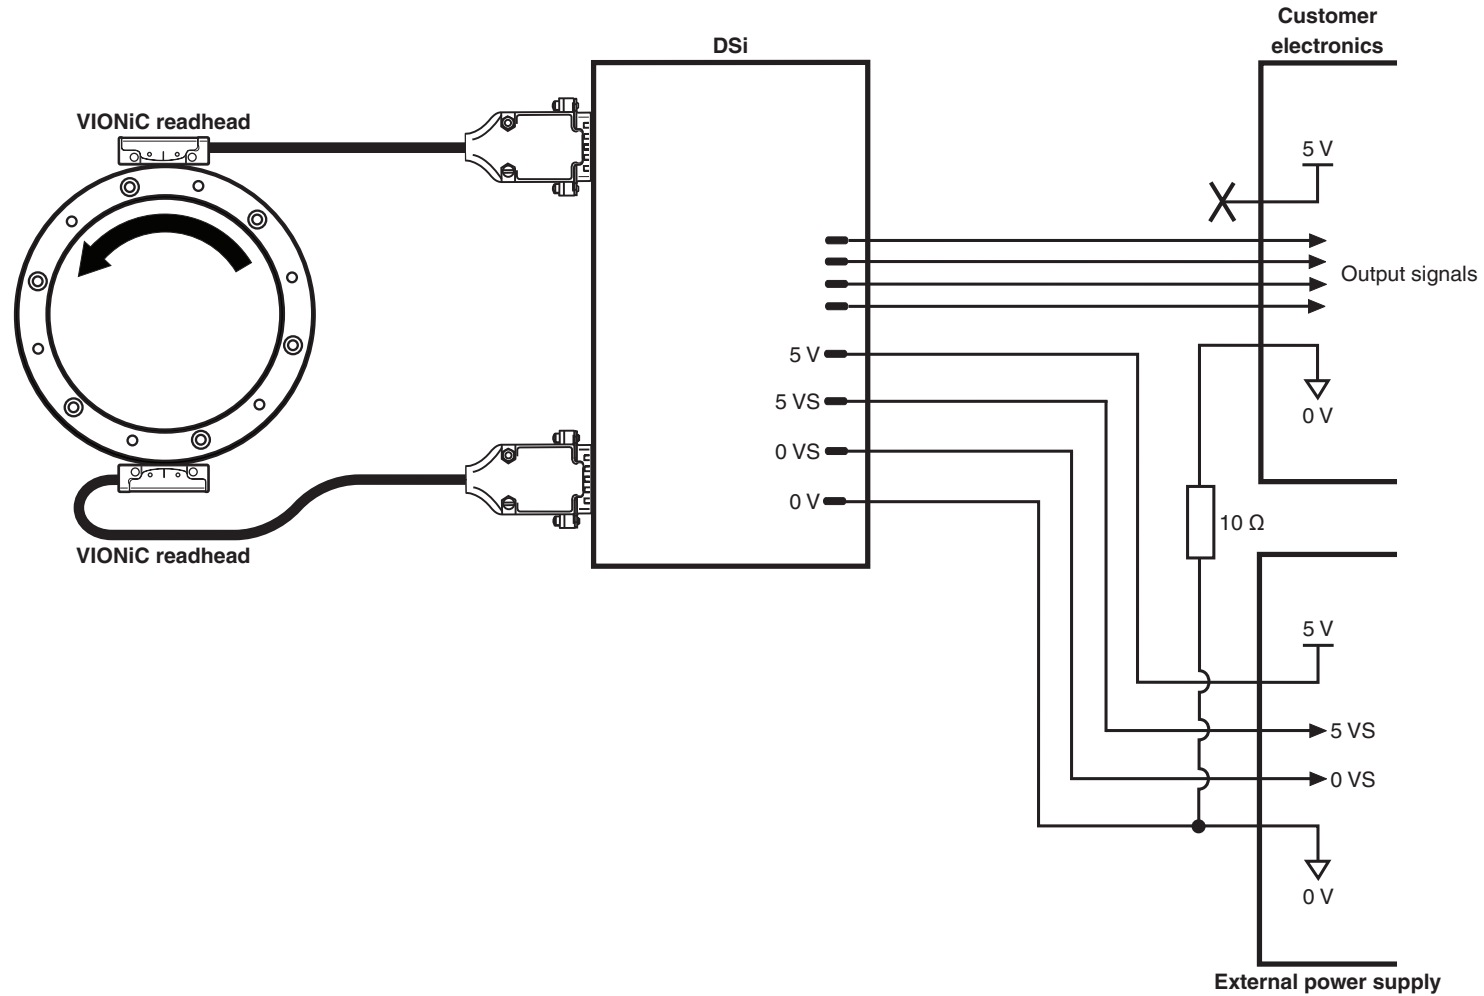 Customer
electronics
DSi
VIONiC readhead
5 V
Output signals
5 V
5 VS
0 VS
0 V
0 V
10 Ω
VIONiC readhead
5 V
5 VS
0 VS
0 V
External power supply